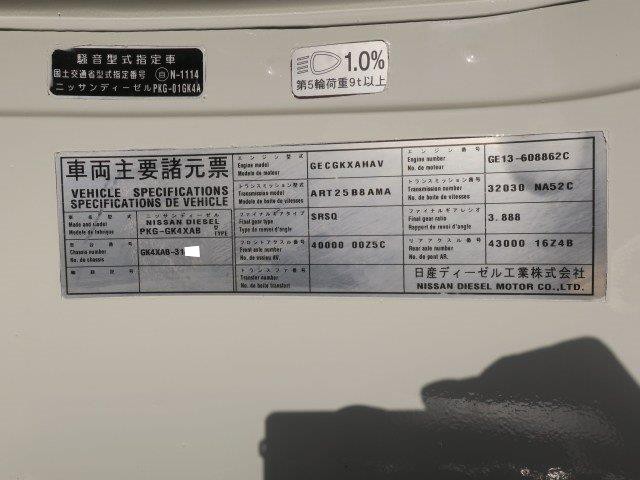 騒音型式指定車
国土交通省型式指定番号 自 N-1114
ニッサンディーゼル PKG-01GK4A
1.0%
第5輪荷重9t以上
車両主要諸元票
VEHICLE SPECIFICATIONS
SPECIFICATIONS DE VEHICLE
車名型式
Made and model
Modele de fabrique
ニッサンディーゼル
NISSAN DIESEL
PKG-GK4XAB 型
TYPE
車台番号
Chassis number
No. de chassis
GK4XAB-31
エンジン型式
Engine model
Modele de moteur
GECGKXAHAV
トランスミッション型式
Transmission model
Modele de boite de vitesses
ART25B8AMA
ファイナルギアタイプ
Final gear type
Type de renvoi d'angle
SRSQ
フロントアクスル番号
Front axle number
No. de essieu AV.
40000 00Z5C
トランスファ番号
Transfer number
No. de boite transfert
エンジン番号
Engine number
No. de moteur
GE13-608862C
トランスミッション番号
Transmission number
No. de boite de vitesses
32030 NA52C
ファイナルギアレシオ
Final gear ratio
Rapport de renvoi d'angle
3.888
リアアクスル番号
Rear axle number
No. de pont AR.
43000 16Z4B
日産ディーゼル工業株式会社
NISSAN DIESEL MOTOR CO.,LTD.